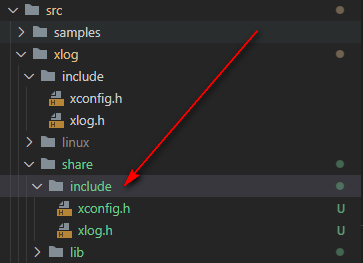 src
samples
xlog
include
xconfig.h
xlog.h
linux
share
include
xconfig.h U
xlog.h U
lib